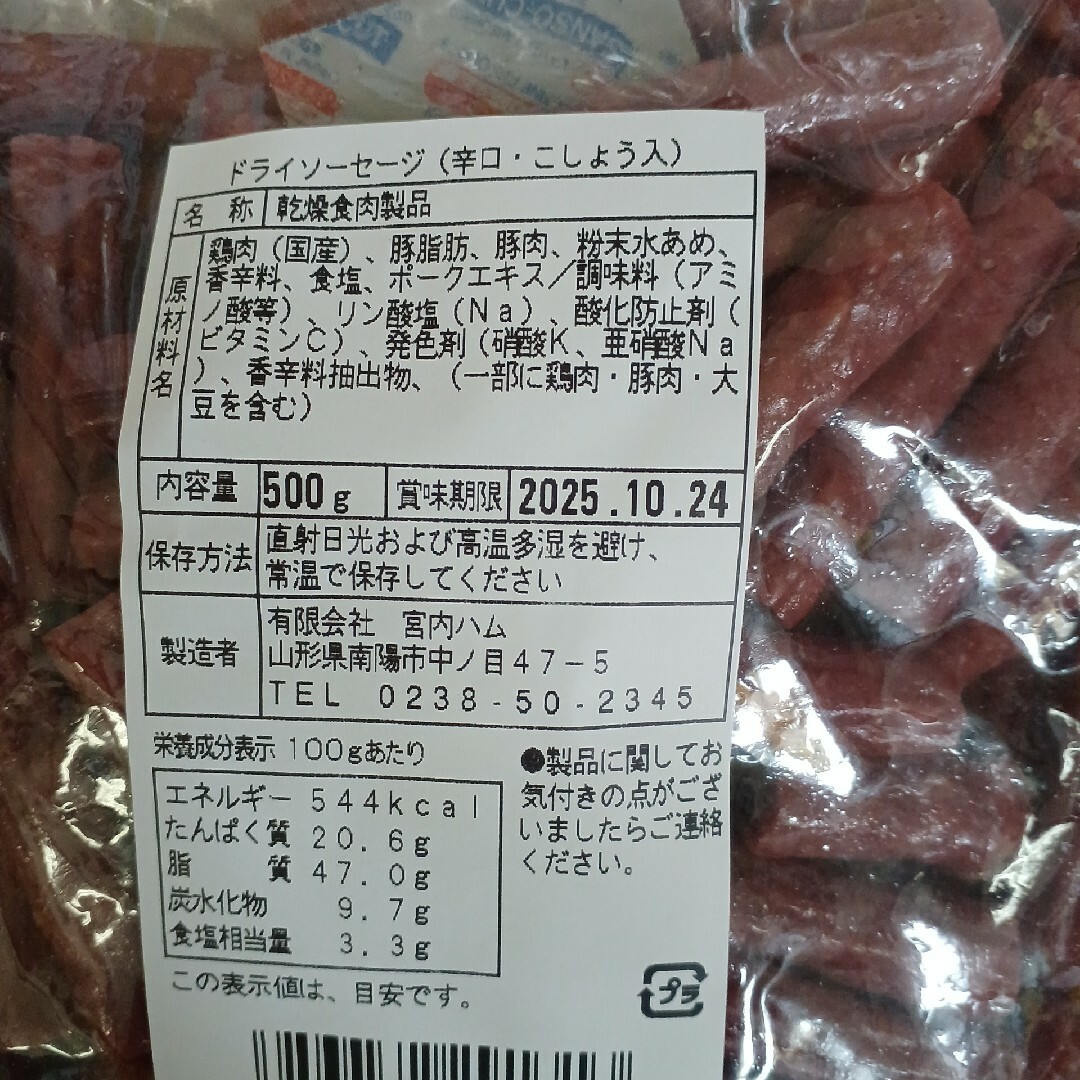 ドライソーセージ(辛口・こしょう入)
名称 乾燥食肉製品
原材料名
鶏肉(国産)、豚脂肪、豚肉、粉末水あめ、
香辛料、食塩、ポークエキス/調味料(アミ
ノ酸等)、リン酸塩(Na)、酸化防止剤(
ビタミンC)、発色剤(硝酸K、亜硝酸Na
)、香辛料抽出物、(一部に鶏肉・豚肉・大
豆を含む)
内容量 500g 賞味期限 2025.10.24
保存方法
直射日光および高温多湿を避け、
常温で保存してください
製造者
有限会社 宮内ハム
山形県南陽市中ノ目47-5
TEL 0238-50-2345
栄養成分表示 100gあたり
エネルギー 544kcal
たんぱく質 20.6g
脂質 47.0g
炭水化物 9.7g
食塩相当量 3.3g
この表示値は、目安です。
●製品に関してお
気付きの点がござ
いましたらご連絡
ください。
プラ